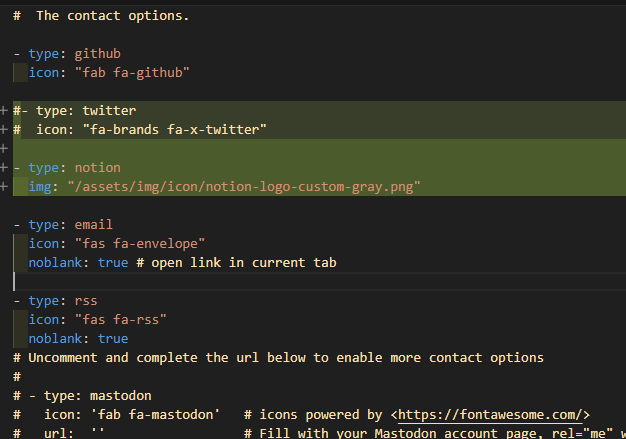 #  The contact options.
- type: github
  icon: "fab fa-github"
+ #- type: twitter
+ #  icon: "fa-brands fa-x-twitter"
+
+ - type: notion
+   img: "/assets/img/icon/notion-logo-custom-gray.png"
- type: email
  icon: "fas fa-envelope"
  noblank: true # open link in current tab
- type: rss
  icon: "fas fa-rss"
  noblank: true
# Uncomment and complete the url below to enable more contact options
#
# - type: mastodon
#   icon: 'fab fa-mastodon'   # icons powered by <https://fontawesome.com/>
#   url:  ''                  # Fill with your Mastodon account page, rel="me" w